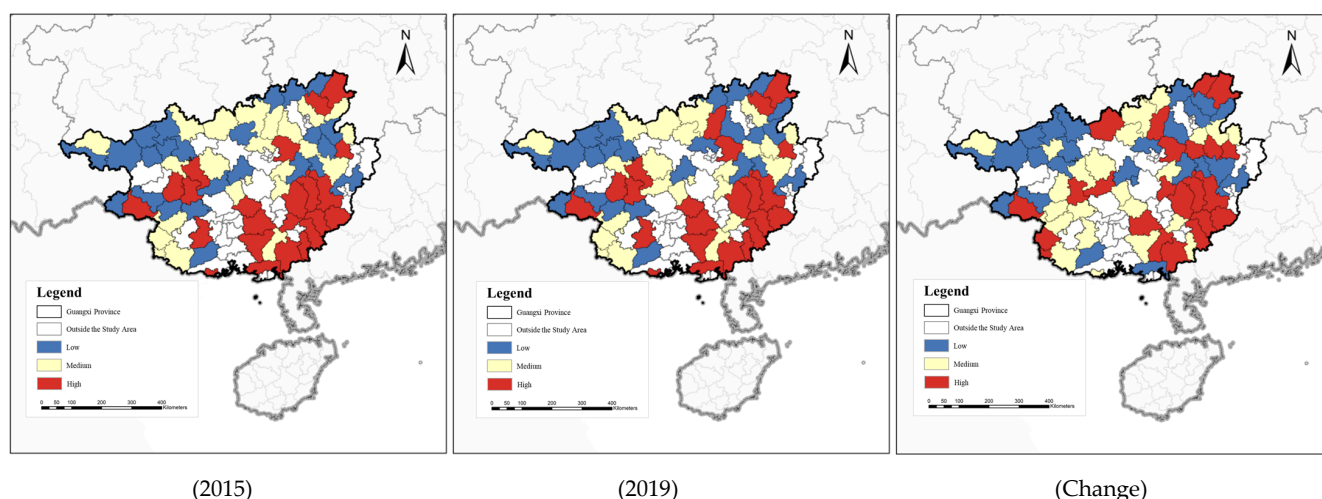 N
Legend
Guangxi Province
Outside the Study Area
Low
Medium
High
0 50 100 200 300 400
Kilometers
(2015)
N
Legend
Guangxi Province
Outside the Study Area
Low
Medium
High
0 50 100 200 300 400
Kilometers
(2019)
N
Legend
Guangxi Province
Outside the Study Area
Low
Medium
High
0 50 100 200 300 400
Kilometers
(Change)